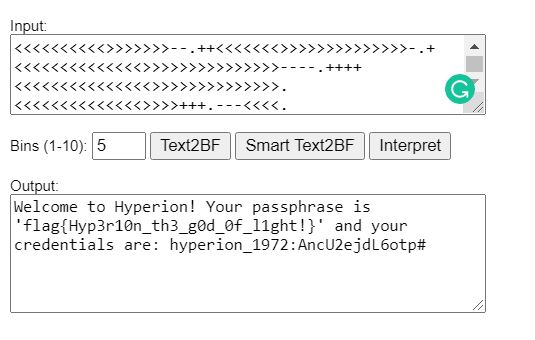 Input:
<<<<<<<<<<>>>>>>>--.++<<<<<<<>>>>>>>>>>>>>>-.+
<<<<<<<<<<<<<<>>>>>>>>>>>>>>>----.++++
<<<<<<<<<<<<<<<>>>>>>>>>>>>>>.
<<<<<<<<<<<<<<>>>>+++.---<<<<.
Bins (1-10): 5 Text2BF Smart Text2BF Interpret
Output:
Welcome to Hyperion! Your passphrase is
'flag{Hyp3r10n_th3_g0d_0f_l1ght!}' and your
credentials are: hyperion_1972:AncU2ejdL6otp#